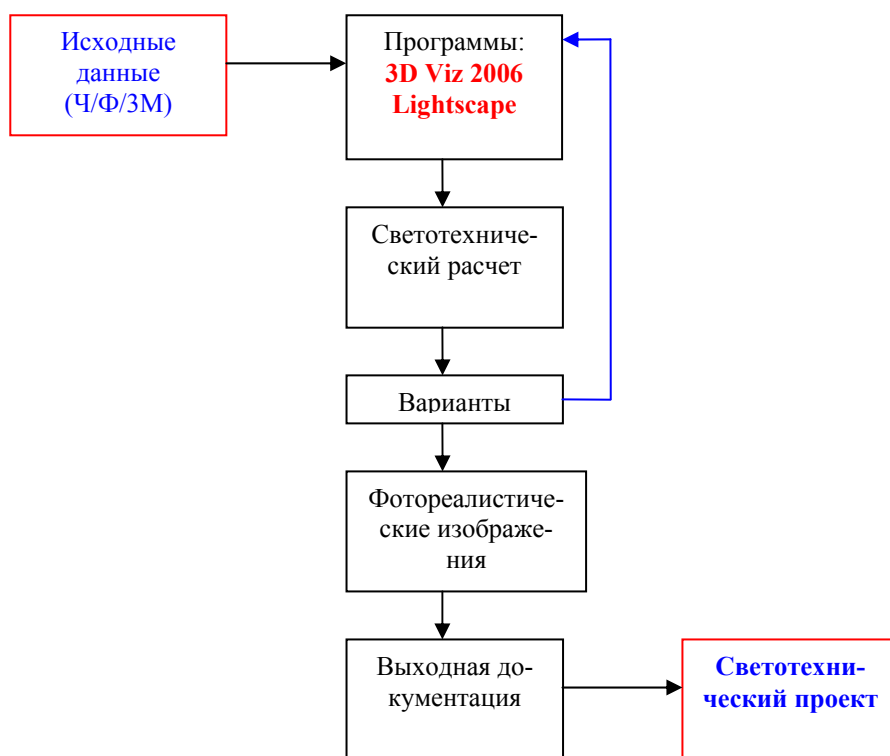 Исходные
данные
(Ч/Ф/3М)
Программы:
3D Viz 2006
Lightscape
Светотехниче-
ский расчет
Варианты
Фотореалистиче-
ские изображе-
ния
Выходная до-
кументация
Светотехни-
ческий проект